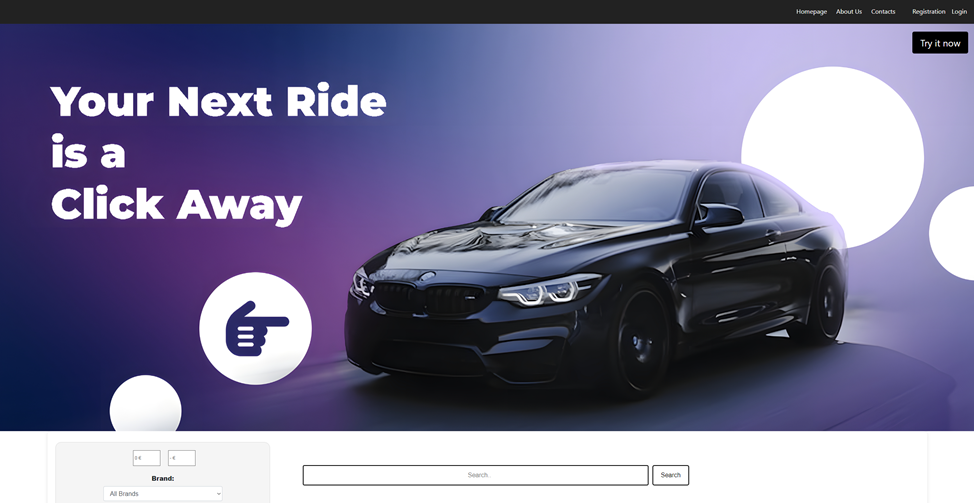 Homepage About Us Contacts Registration Login
Try it now
Your Next Ride
is a
Click Away
Search..
Search
Brand:
All Brands